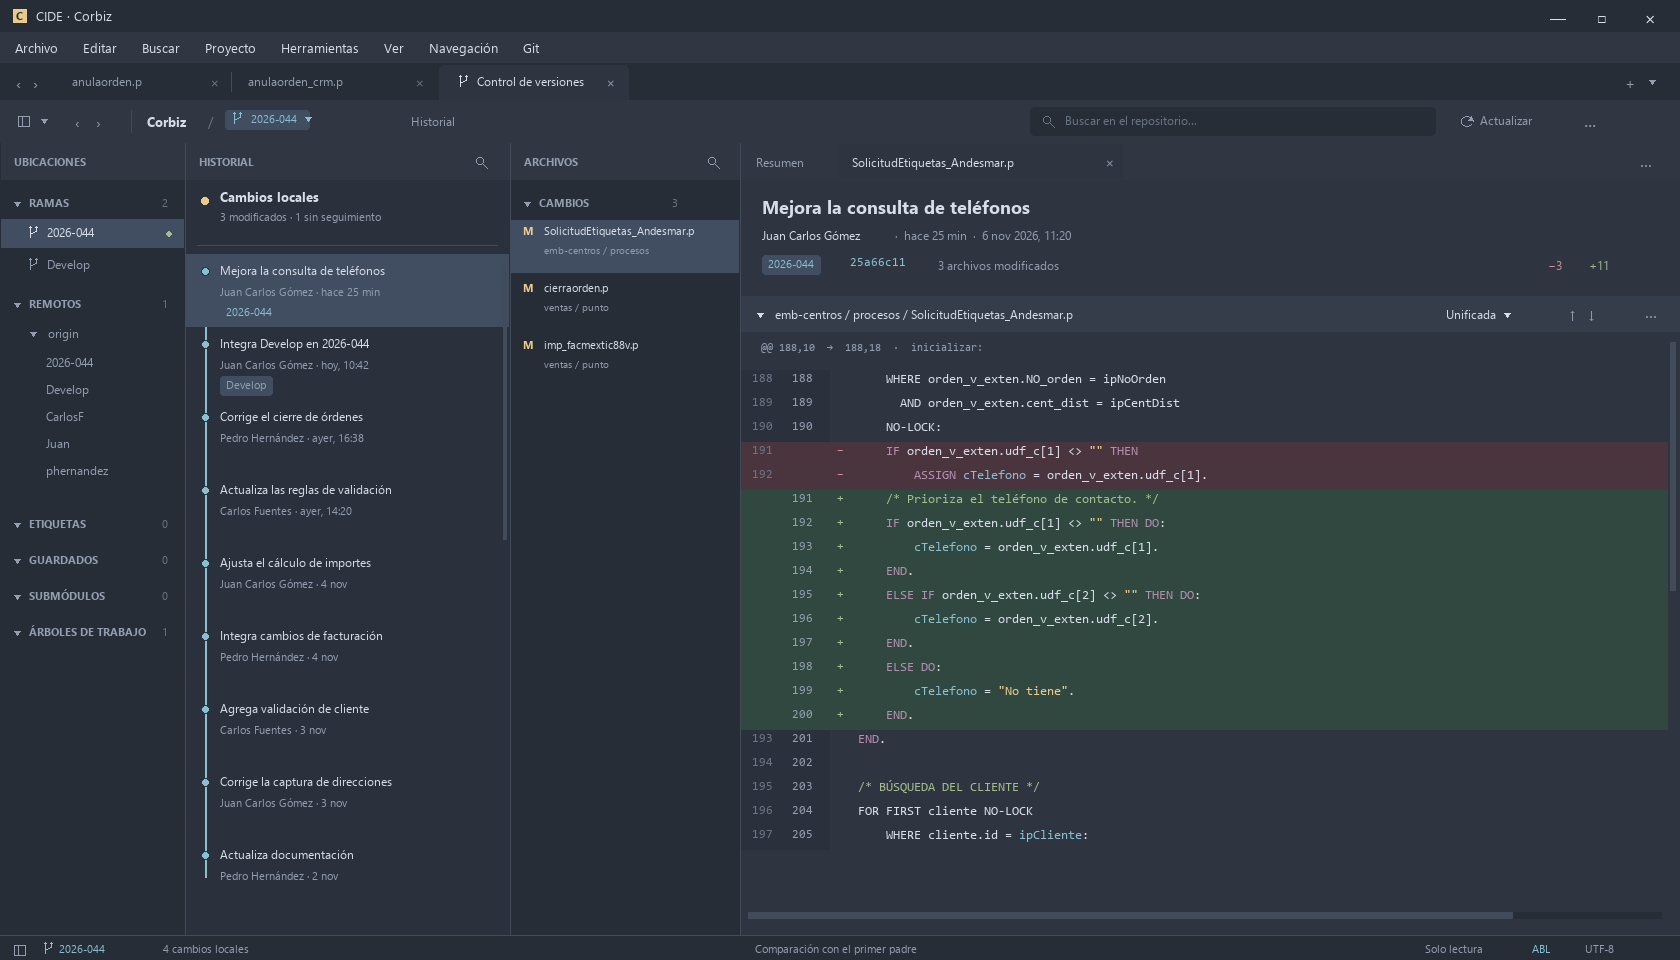 C CIDE · Corbiz
Archivo Editar Buscar Proyecto Herramientas Ver Navegación Git
anulaorden.p × anulaorden_crm.p × Control de versiones ×
Corbiz / 2026-044 Historial Buscar en el repositorio... Actualizar ...
UBICACIONES
RAMAS 2
2026-044
Develop
REMOTOS 1
origin
2026-044
Develop
CarlosF
Juan
phernandez
ETIQUETAS 0
GUARDADOS 0
SUBMÓDULOS 0
ÁRBOLES DE TRABAJO 1
HISTORIAL
Cambios locales
3 modificados · 1 sin seguimiento
Mejora la consulta de teléfonos
Juan Carlos Gómez · hace 25 min
2026-044
Integra Develop en 2026-044
Juan Carlos Gómez · hoy, 10:42
Develop
Corrige el cierre de órdenes
Pedro Hernández · ayer, 16:38
Actualiza las reglas de validación
Carlos Fuentes · ayer, 14:20
Ajusta el cálculo de importes
Juan Carlos Gómez · 4 nov
Integra cambios de facturación
Pedro Hernández · 4 nov
Agrega validación de cliente
Carlos Fuentes · 3 nov
Corrige la captura de direcciones
Juan Carlos Gómez · 3 nov
Actualiza documentación
Pedro Hernández · 2 nov
ARCHIVOS
CAMBIOS 3
M SolicitudEtiquetas_Andesmar.p
emb-centros / procesos
M cierraorden.p
ventas / punto
M imp_facmextic88v.p
ventas / punto
Resumen SolicitudEtiquetas_Andesmar.p × ...
Mejora la consulta de teléfonos
Juan Carlos Gómez · hace 25 min · 6 nov 2026, 11:20
2026-044 25a66c11 3 archivos modificados −3 +11
emb-centros / procesos / SolicitudEtiquetas_Andesmar.p Unificada ↑ ↓ ...
@@ 188,10 → 188,18 · inicializar:
188 188 WHERE orden_v_exten.NO_orden = ipNoOrden
189 189 AND orden_v_exten.cent_dist = ipCentDist
190 190 NO-LOCK:
191 − IF orden_v_exten.udf_c[1] <> "" THEN
192 − ASSIGN cTelefono = orden_v_exten.udf_c[1].
191 + /* Prioriza el teléfono de contacto. */
192 + IF orden_v_exten.udf_c[1] <> "" THEN DO:
193 + cTelefono = orden_v_exten.udf_c[1].
194 + END.
195 + ELSE IF orden_v_exten.udf_c[2] <> "" THEN DO:
196 + cTelefono = orden_v_exten.udf_c[2].
197 + END.
198 + ELSE DO:
199 + cTelefono = "No tiene".
200 + END.
193 201 END.
194 202
195 203 /* BÚSQUEDA DEL CLIENTE */
196 204 FOR FIRST cliente NO-LOCK
197 205 WHERE cliente.id = ipCliente:
2026-044 4 cambios locales Comparación con el primer padre Solo lectura ABL UTF-8